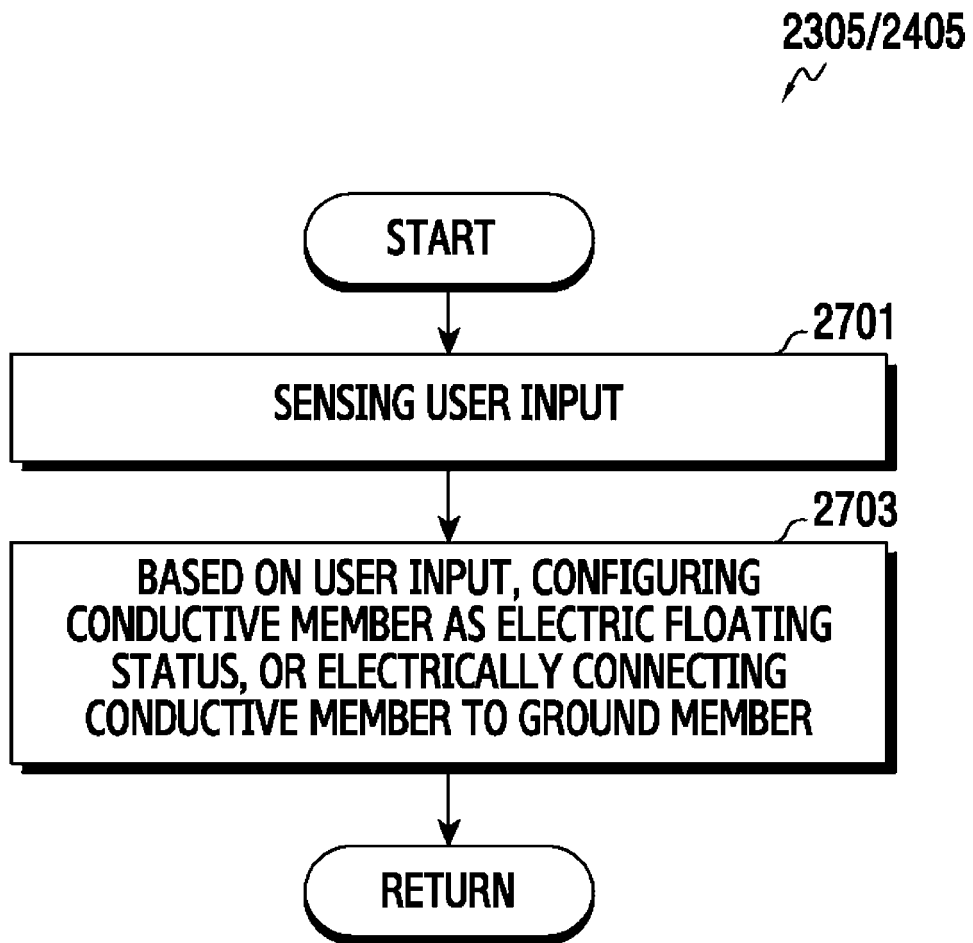 2305/2405
START
2701
SENSING USER INPUT
2703
BASED ON USER INPUT, CONFIGURING
CONDUCTIVE MEMBER AS ELECTRIC FLOATING
STATUS, OR ELECTRICALLY CONNECTING
CONDUCTIVE MEMBER TO GROUND MEMBER
RETURN